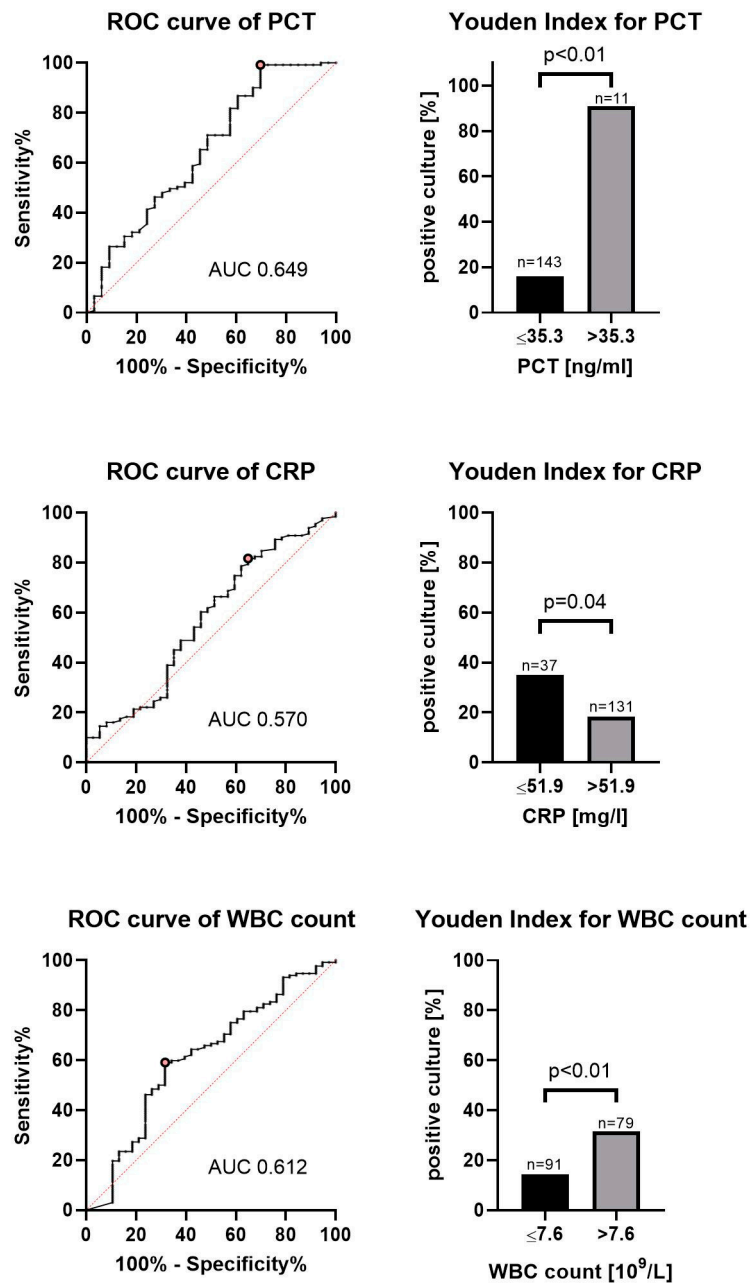 ROC curve of PCT
Sensitivity%
100
80
60
40
20
0
AUC 0.649
0 20 40 60 80 100
100% - Specificity%
Youden Index for PCT
positive culture [%]
p<0.01
100
80
60
40
20
0
n=11
n=143
≤35.3 >35.3
PCT [ng/ml]
ROC curve of CRP
Sensitivity%
100
80
60
40
20
0
AUC 0.570
0 20 40 60 80 100
100% - Specificity%
Youden Index for CRP
positive culture [%]
100
80
60
40
20
0
p=0.04
n=37
n=131
≤51.9 >51.9
CRP [mg/l]
ROC curve of WBC count
Sensitivity%
100
80
60
40
20
0
AUC 0.612
0 20 40 60 80 100
100% - Specificity%
Youden Index for WBC count
positive culture [%]
100
80
60
40
20
0
p<0.01
n=79
n=91
≤7.6 >7.6
WBC count [10⁹/L]